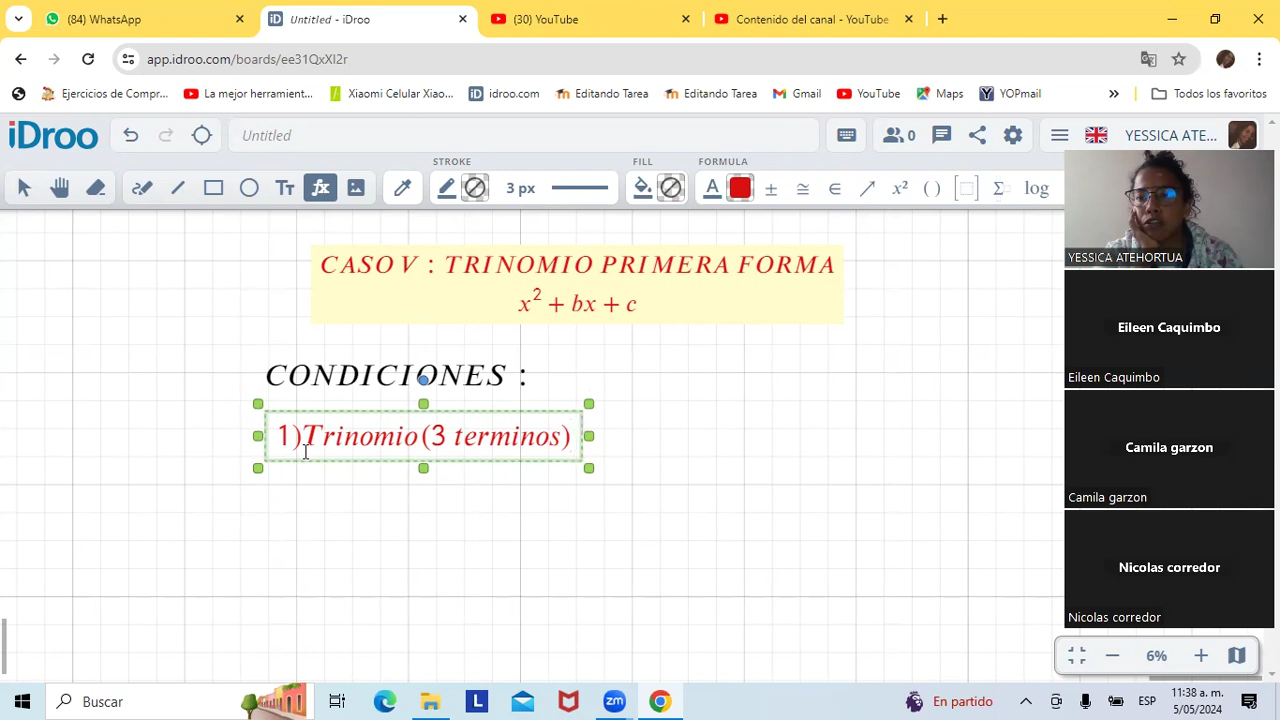 (84) WhatsApp
Untitled - iDroo
(30) YouTube
Contenido del canal - YouTube
app.idroo.com/boards/ee31QxXI2r
Ejercicios de Compr...
La mejor herramient...
Xiaomi Celular Xiao...
idroo.com
Editando Tarea
Editando Tarea
Gmail
YouTube
Maps
YOPmail
Todos los favoritos
iDroo
Untitled
0
YESSICA ATE...
STROKE
FILL
FORMULA
Tт
fx
3 px
A
± ≅ ∈ x² ( ) Σ log
CASO V : TRINOMIO PRIMERA FORMA
x² + bx + c
CONDICIONES :
1)Trinomio(3 terminos)
YESSICA ATEHORTUA
Eileen Caquimbo
Eileen Caquimbo
Camila garzon
Camila garzon
Nicolas corredor
Nicolas corredor
6%
Buscar
En partido
ESP
11:38 a. m.
5/05/2024